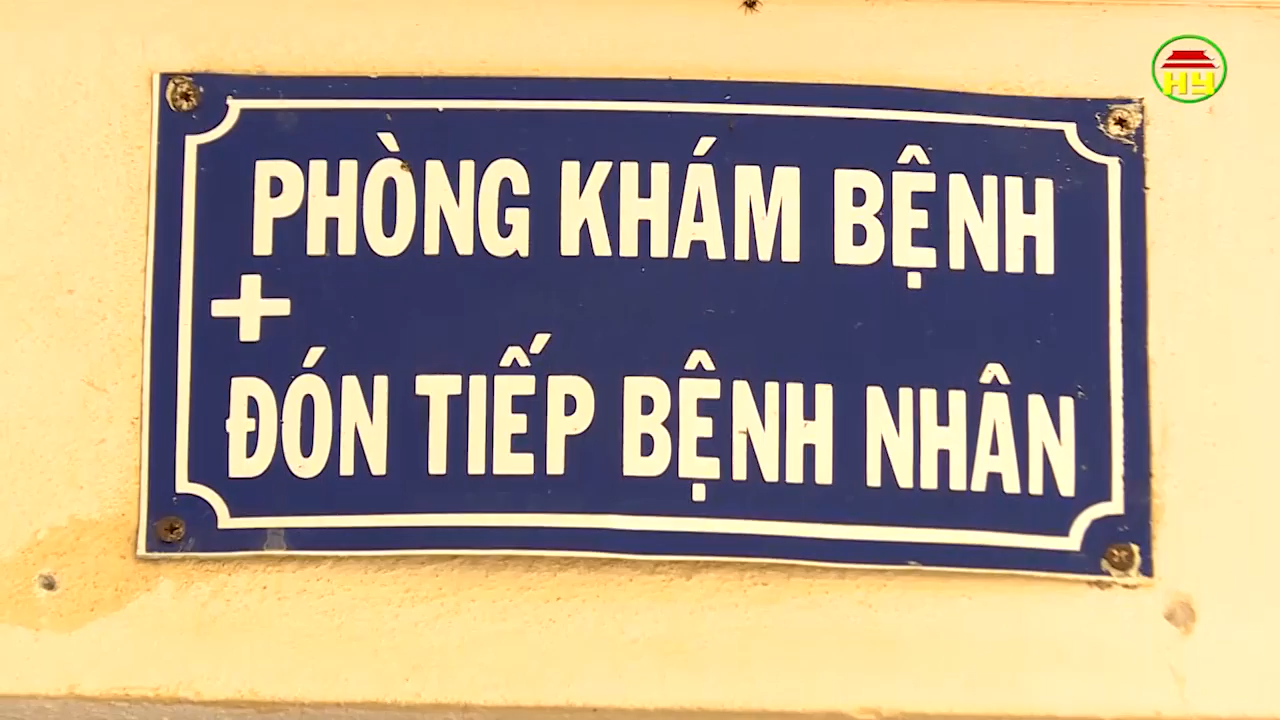 HY
PHÒNG KHÁM BỆNH
+
ĐÓN TIẾP BỆNH NHÂN